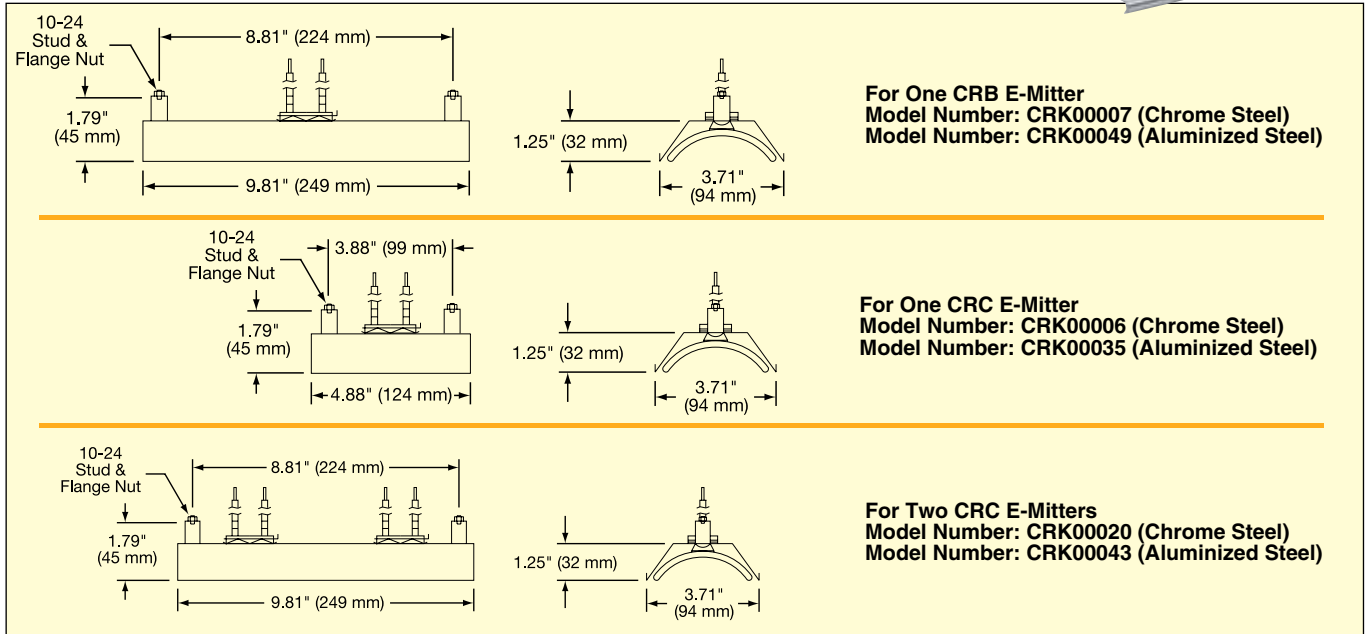 10-24
Stud &
Flange Nut
8.81" (224 mm)
1.79"
(45 mm)
9.81" (249 mm)
1.25" (32 mm)
3.71"
(94 mm)
For One CRB E-Mitter
Model Number: CRK00007 (Chrome Steel)
Model Number: CRK00049 (Aluminized Steel)
10-24
Stud &
Flange Nut
3.88" (99 mm)
1.79"
(45 mm)
4.88" (124 mm)
1.25" (32 mm)
3.71"
(94 mm)
For One CRC E-Mitter
Model Number: CRK00006 (Chrome Steel)
Model Number: CRK00035 (Aluminized Steel)
10-24
Stud &
Flange Nut
8.81" (224 mm)
1.79"
(45 mm)
9.81" (249 mm)
1.25" (32 mm)
3.71"
(94 mm)
For Two CRC E-Mitters
Model Number: CRK00020 (Chrome Steel)
Model Number: CRK00043 (Aluminized Steel)